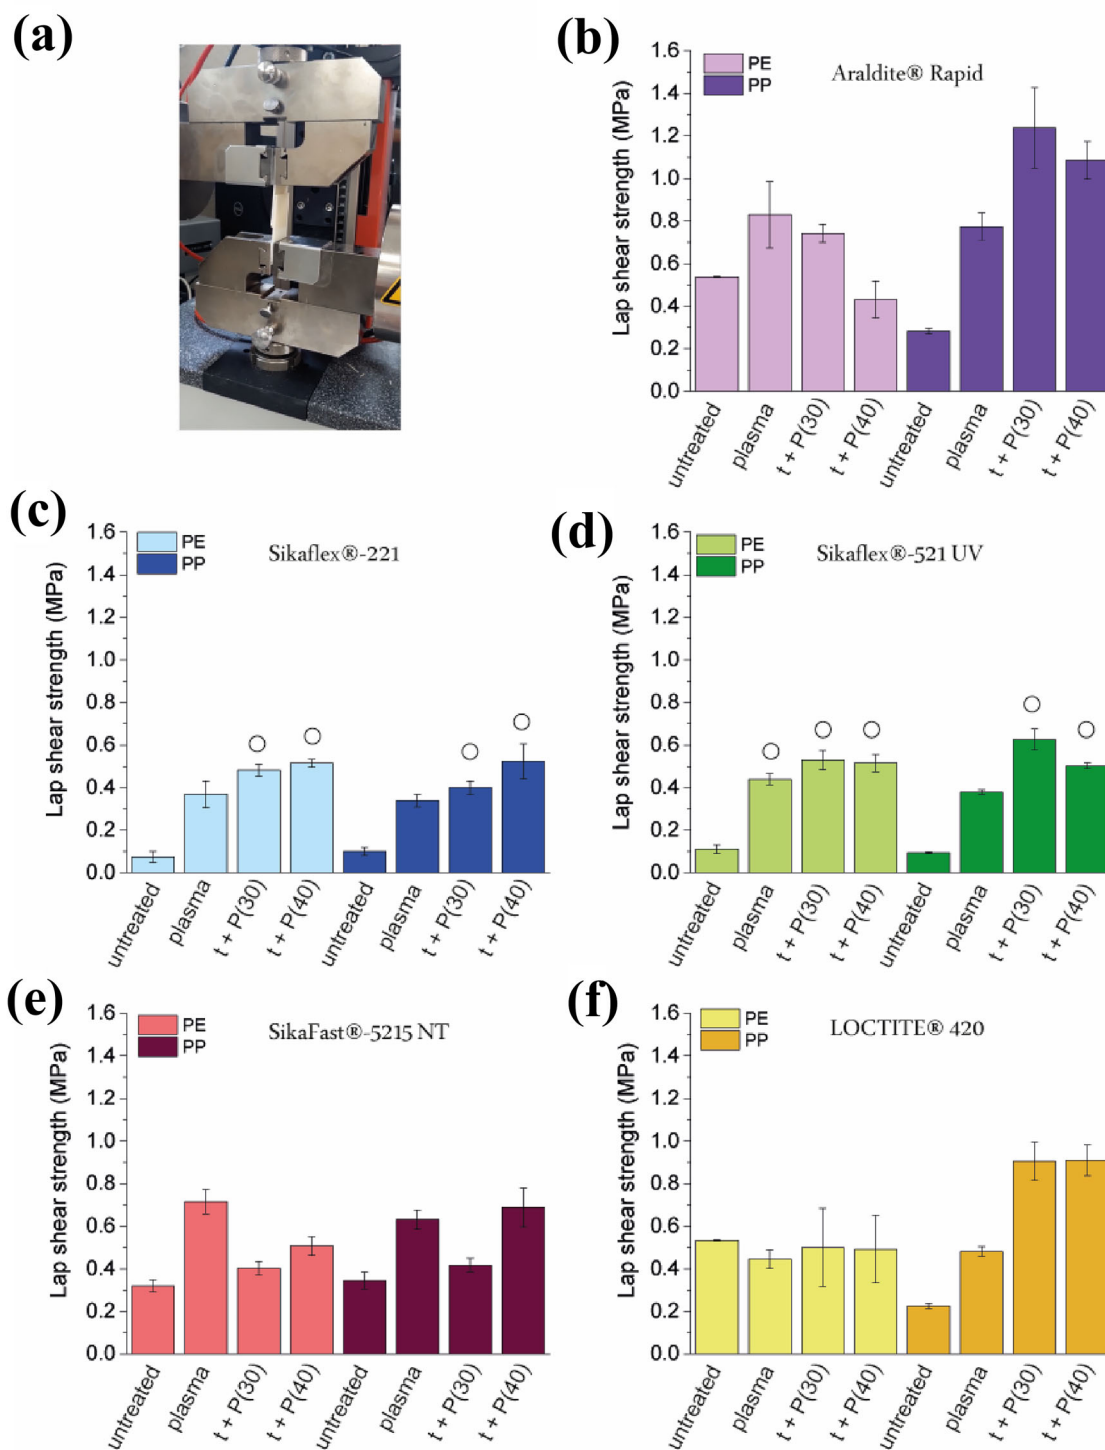 (a)
(b)
1.6
1.4
1.2
1.0
0.8
0.6
0.4
0.2
0.0
Lap shear strength (MPa)
PE
PP
Araldite® Rapid
untreated
plasma
t + P(30)
t + P(40)
untreated
plasma
t + P(30)
t + P(40)
(c)
1.6
1.4
1.2
1.0
0.8
0.6
0.4
0.2
0.0
Lap shear strength (MPa)
PE
PP
Sikaflex®-221
untreated
plasma
t + P(30)
t + P(40)
untreated
plasma
t + P(30)
t + P(40)
(d)
1.6
1.4
1.2
1.0
0.8
0.6
0.4
0.2
0.0
Lap shear strength (MPa)
PE
PP
Sikaflex®-521 UV
untreated
plasma
t + P(30)
t + P(40)
untreated
plasma
t + P(30)
t + P(40)
(e)
1.6
1.4
1.2
1.0
0.8
0.6
0.4
0.2
0.0
Lap shear strength (MPa)
PE
PP
SikaFast®-5215 NT
untreated
plasma
t + P(30)
t + P(40)
untreated
plasma
t + P(30)
t + P(40)
(f)
1.6
1.4
1.2
1.0
0.8
0.6
0.4
0.2
0.0
Lap shear strength (MPa)
PE
PP
LOCTITE® 420
untreated
plasma
t + P(30)
t + P(40)
untreated
plasma
t + P(30)
t + P(40)